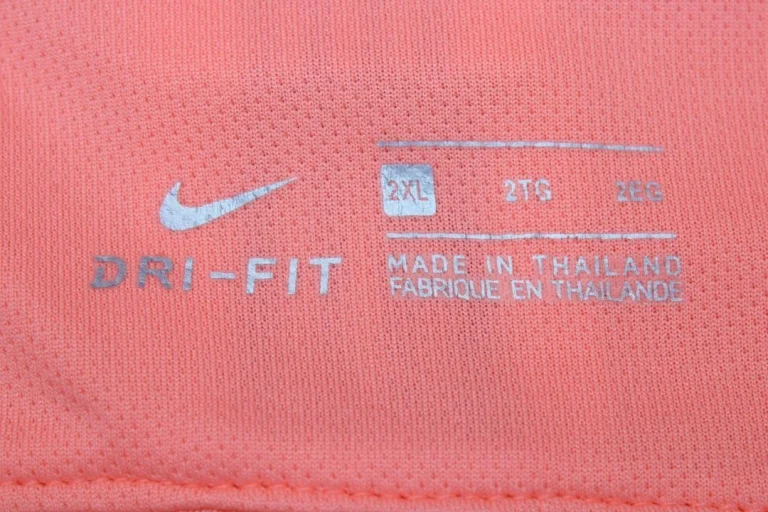 DRI-FIT
2XL 2TG 2EG
MADE IN THAILAND
FABRIQUE EN THAILANDE